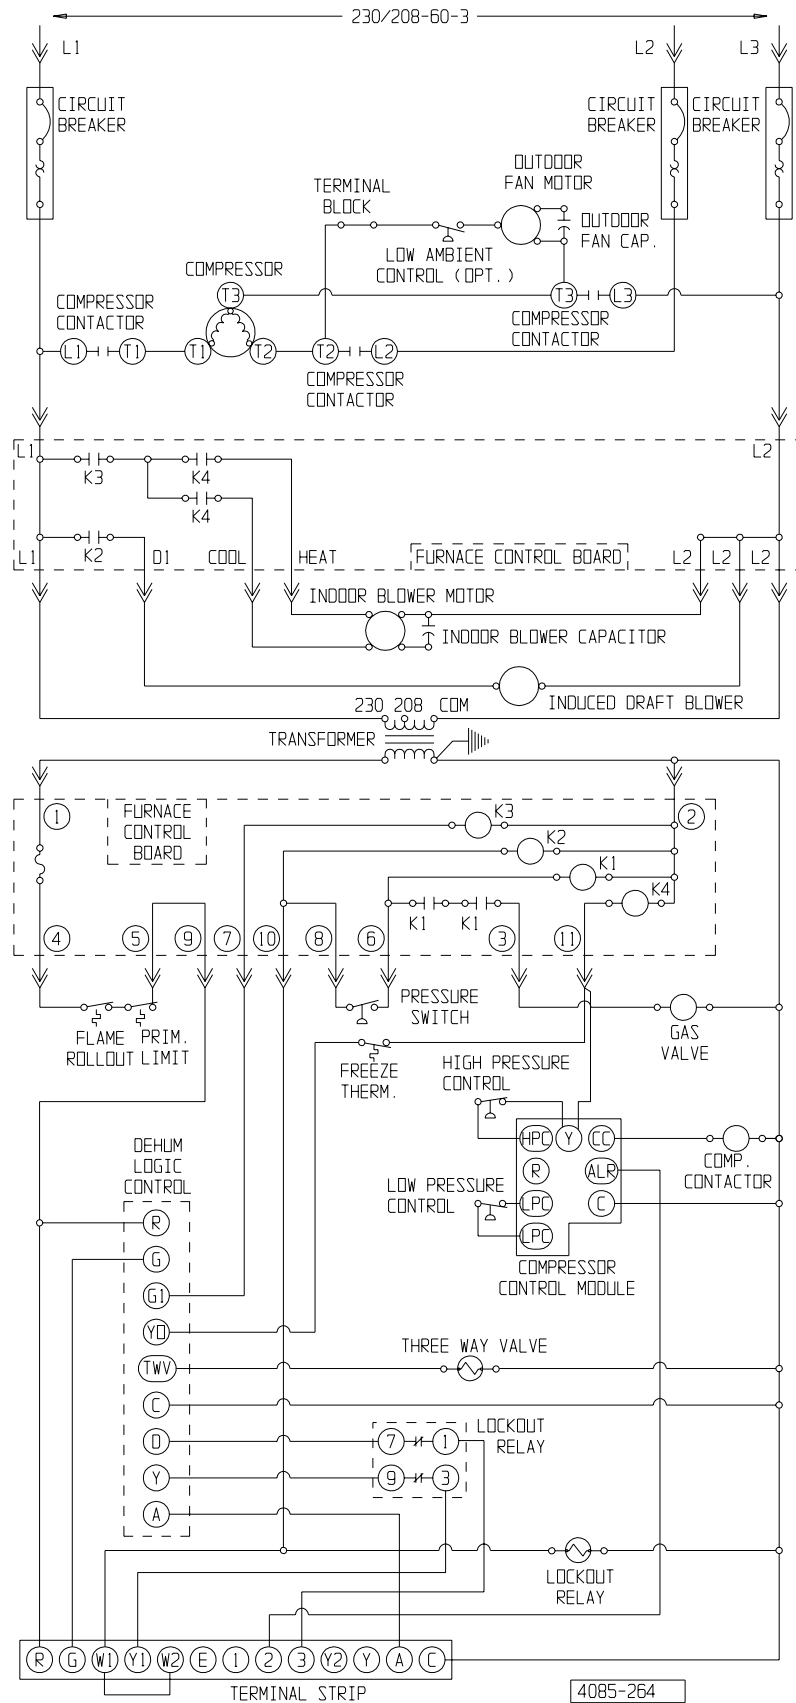 230/208-60-3
L1
L2
L3
CIRCUIT
BREAKER
CIRCUIT
BREAKER
CIRCUIT
BREAKER
OUTDOOR
FAN MOTOR
TERMINAL
BLOCK
OUTDOOR
FAN CAP.
LOW AMBIENT
CONTROL (OPT.)
COMPRESSOR
T3
T3
L3
COMPRESSOR
CONTACTOR
COMPRESSOR
CONTACTOR
L1
T1
T1
T2
T2
L2
COMPRESSOR
CONTACTOR
L1
L2
K3
K4
K4
K2
L1
D1
COOL
HEAT
FURNACE CONTROL BOARD
L2
L2
L2
INDOOR BLOWER MOTOR
INDOOR BLOWER CAPACITOR
INDUCED DRAFT BLOWER
230 208 COM
TRANSFORMER
1
FURNACE
CONTROL
BOARD
2
K3
K2
K1
K4
K1
K1
4
5
9
7
10
8
6
3
11
FLAME
ROLLOUT
PRIM.
LIMIT
PRESSURE
SWITCH
GAS
VALVE
FREEZE
THERM.
HIGH PRESSURE
CONTROL
HPC
Y
CC
R
ALR
LPC
C
LPC
LOW PRESSURE
CONTROL
COMP.
CONTACTOR
COMPRESSOR
CONTROL MODULE
DEHUM
LOGIC
CONTROL
R
G
G1
YO
TWV
C
D
Y
A
THREE WAY VALVE
7
1
9
3
LOCKOUT
RELAY
LOCKOUT
RELAY
R G W1 Y1 W2 E 1 2 3 Y2 Y A C
TERMINAL STRIP
4085-264